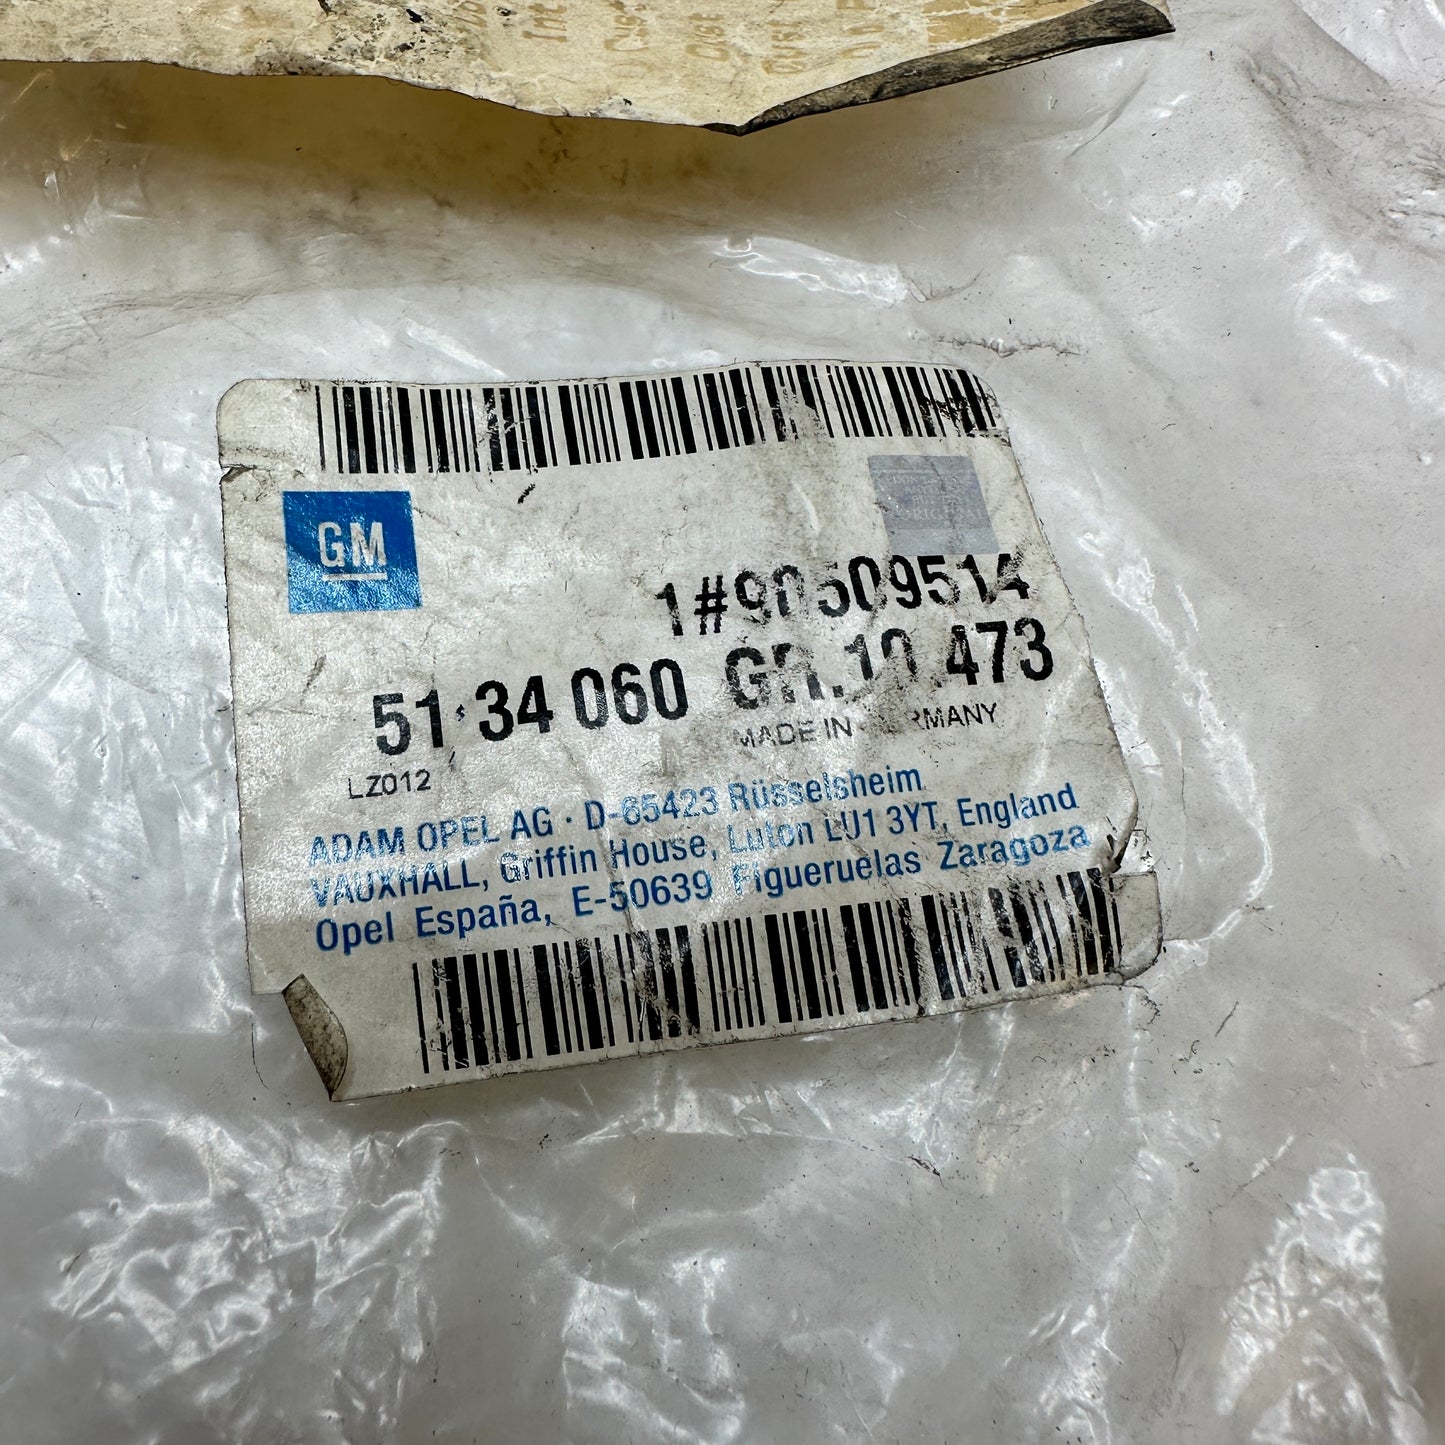 GM
ORIGINAL
1#90509514
51 34 060 GR.10.473
MADE IN GERMANY
LZ012
ADAM OPEL AG · D-65423 Rüsselsheim
VAUXHALL, Griffin House, Luton LU1 3YT, England
Opel España, E-50639 Figueruelas Zaragoza